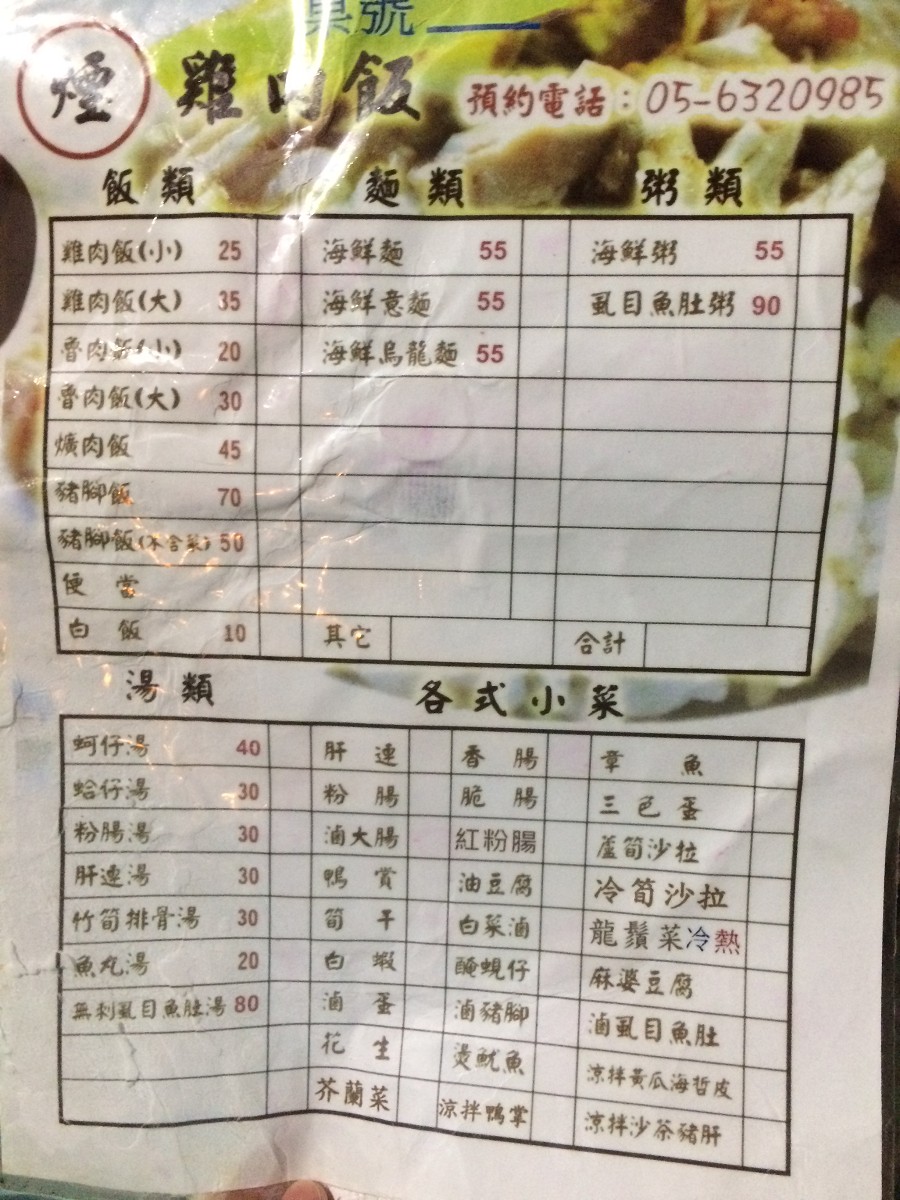 桌號
煙 雞肉飯 預約電話：05-6320985
飯類 麵類 粥類
雞肉飯(小) 25 海鮮麵 55 海鮮粥 55
雞肉飯(大) 35 海鮮意麵 55 虱目魚肚粥 90
魯肉飯(小) 20 海鮮烏龍麵 55
魯肉飯(大) 30
爌肉飯 45
豬腳飯 70
豬腳飯(不含菜) 50
便當
白飯 10 其它 合計
湯類 各式小菜
蚵仔湯 40 肝連 香腸 章魚
蛤仔湯 30 粉腸 脆腸 三色蛋
粉腸湯 30 滷大腸 紅粉腸 蘆筍沙拉
肝連湯 30 鴨賞 油豆腐 冷筍沙拉
竹筍排骨湯 30 筍干 白菜滷 龍鬚菜冷熱
魚丸湯 20 白蝦 醃蜆仔 麻婆豆腐
無刺虱目魚肚湯 80 滷蛋 滷豬腳 滷虱目魚肚
花生 燙魷魚 涼拌黃瓜海哲皮
芥蘭菜 涼拌鴨掌 涼拌沙茶豬肝